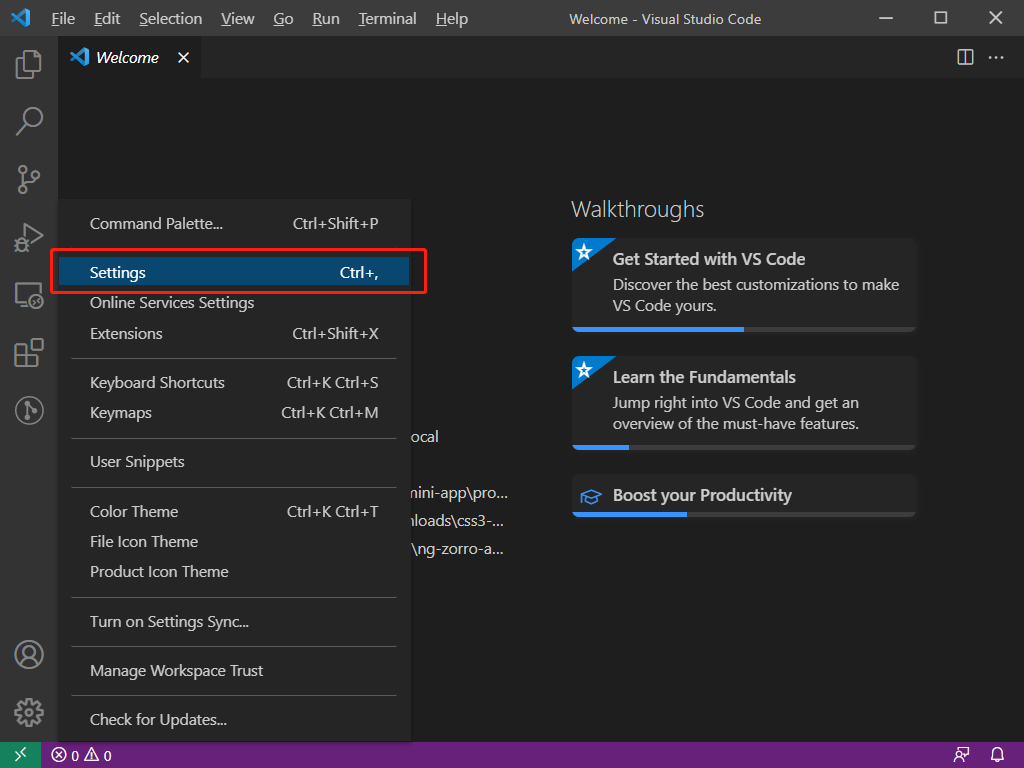 File Edit Selection View Go Run Terminal Help Welcome - Visual Studio Code
Welcome
Command Palette... Ctrl+Shift+P
Settings Ctrl+,
Online Services Settings
Extensions Ctrl+Shift+X
Keyboard Shortcuts Ctrl+K Ctrl+S
Keymaps Ctrl+K Ctrl+M
User Snippets
Color Theme Ctrl+K Ctrl+T
File Icon Theme
Product Icon Theme
Turn on Settings Sync...
Manage Workspace Trust
Check for Updates...
ocal
mini-app\pro...
nloads\css3-...
\ng-zorro-a...
Walkthroughs
Get Started with VS Code
Discover the best customizations to make
VS Code yours.
Learn the Fundamentals
Jump right into VS Code and get an
overview of the must-have features.
Boost your Productivity
0 0